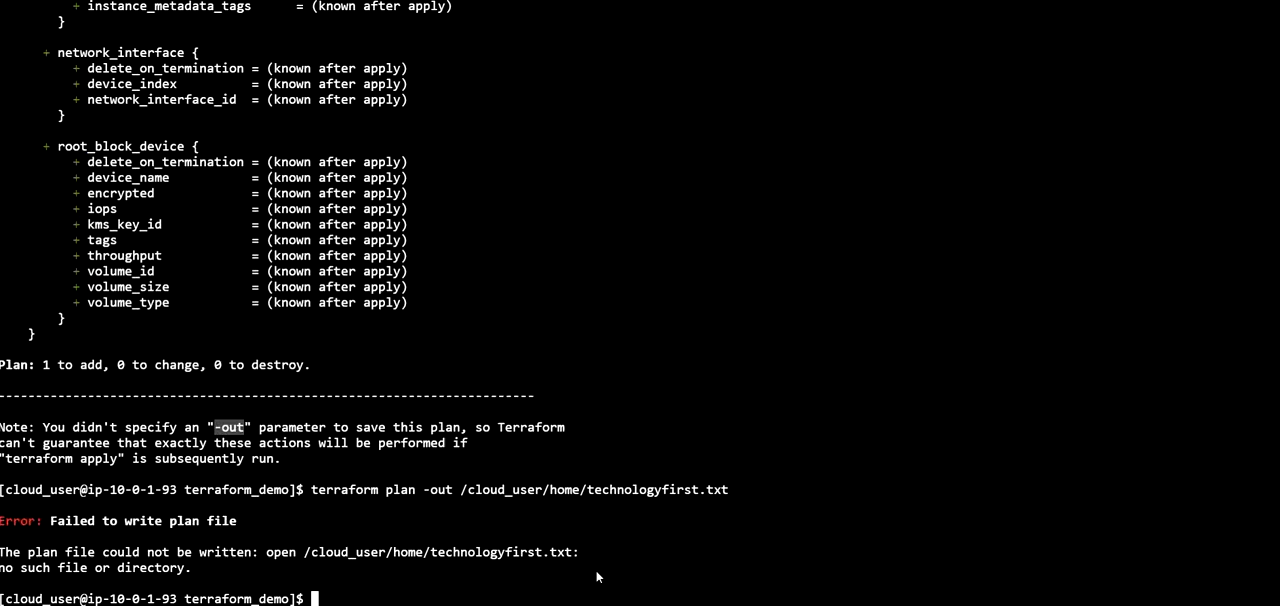 + instance_metadata_tags      = (known after apply)
}
+ network_interface {
+ delete_on_termination = (known after apply)
+ device_index          = (known after apply)
+ network_interface_id  = (known after apply)
}
+ root_block_device {
+ delete_on_termination = (known after apply)
+ device_name           = (known after apply)
+ encrypted             = (known after apply)
+ iops                  = (known after apply)
+ kms_key_id            = (known after apply)
+ tags                  = (known after apply)
+ throughput            = (known after apply)
+ volume_id             = (known after apply)
+ volume_size           = (known after apply)
+ volume_type           = (known after apply)
}
}
Plan: 1 to add, 0 to change, 0 to destroy.
------------------------------------------------------------------------
Note: You didn't specify an "-out" parameter to save this plan, so Terraform
can't guarantee that exactly these actions will be performed if
"terraform apply" is subsequently run.
[cloud_user@ip-10-0-1-93 terraform_demo]$ terraform plan -out /cloud_user/home/technologyfirst.txt
Error: Failed to write plan file
The plan file could not be written: open /cloud_user/home/technologyfirst.txt:
no such file or directory.
[cloud_user@ip-10-0-1-93 terraform_demo]$